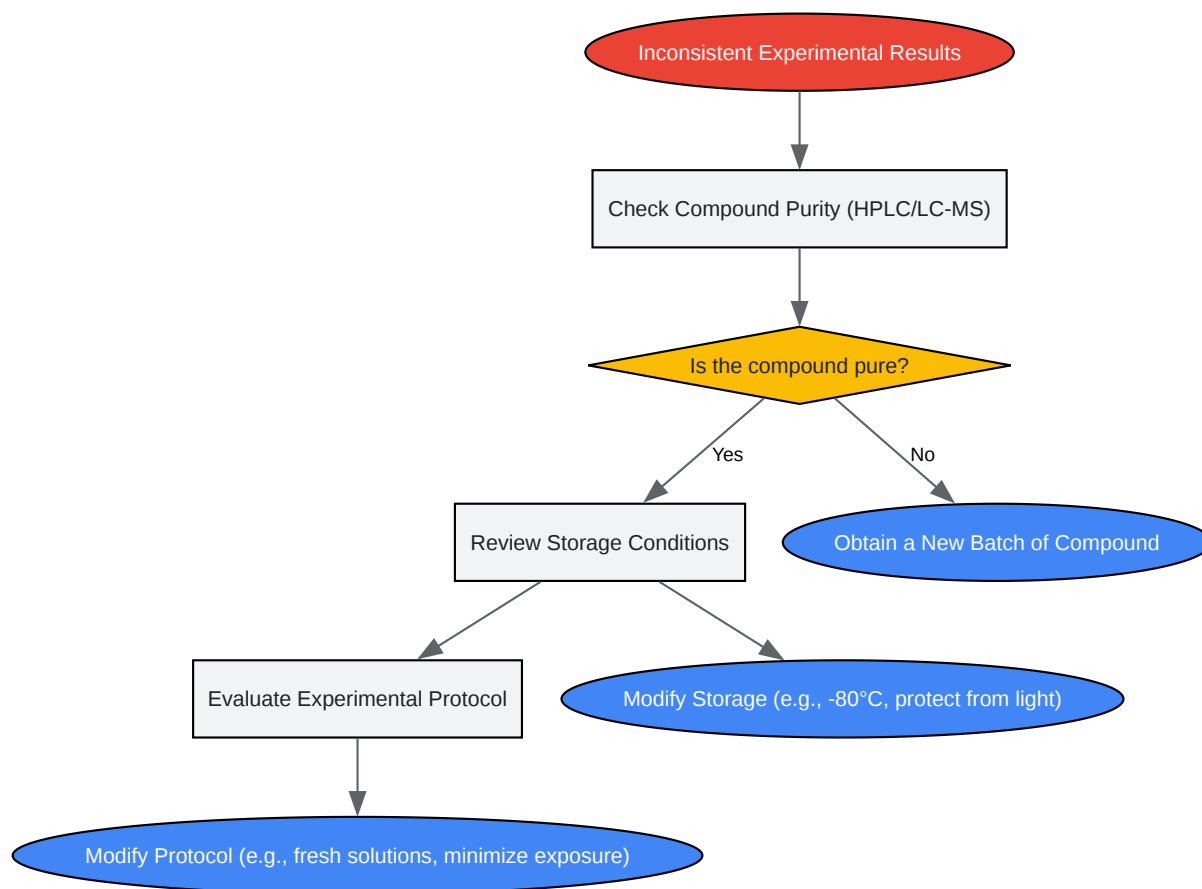 Inconsistent Experimental Results
Check Compound Purity (HPLC/LC-MS)
Is the compound pure?
Yes
No
Review Storage Conditions
Obtain a New Batch of Compound
Evaluate Experimental Protocol
Modify Storage (e.g., -80°C, protect from light)
Modify Protocol (e.g., fresh solutions, minimize exposure)